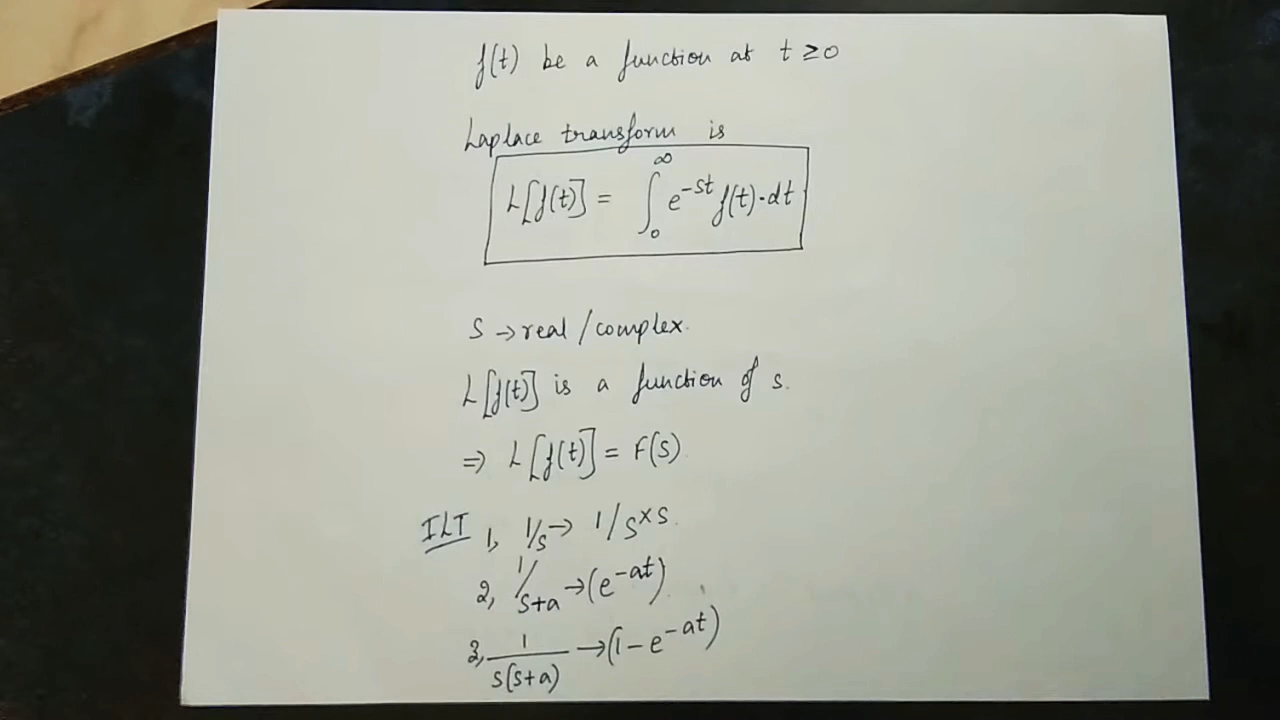 f(t) be a function at t ≥ 0
Laplace transform is
L[f(t)] = ∫₀^∞ e^{-st} f(t)·dt
S → real / complex.
L[f(t)] is a function of s.
⇒ L[f(t)] = F(s)
ILT 1, 1/s → 1/s×s.
2, 1/s+a → (e^{-at})
3, 1/s(s+a) → (1 - e^{-at})